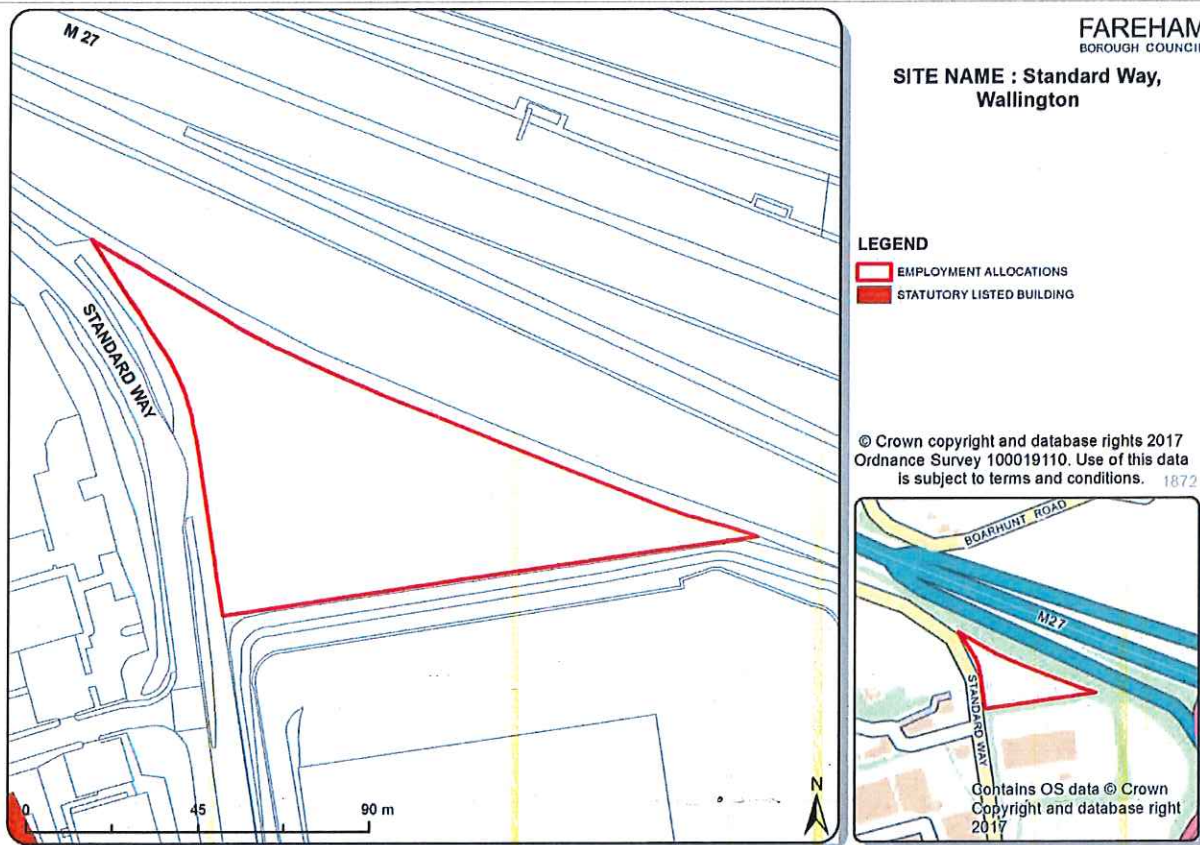 M 27
STANDARD WAY
0 45 90 m
N
FAREHAM
BOROUGH COUNCIL
SITE NAME : Standard Way,
Wallington
LEGEND
EMPLOYMENT ALLOCATIONS
STATUTORY LISTED BUILDING
© Crown copyright and database rights 2017
Ordnance Survey 100019110. Use of this data
is subject to terms and conditions. 1872
BOARHUNT ROAD
M27
STANDARD WAY
Contains OS data © Crown
Copyright and database right
2017